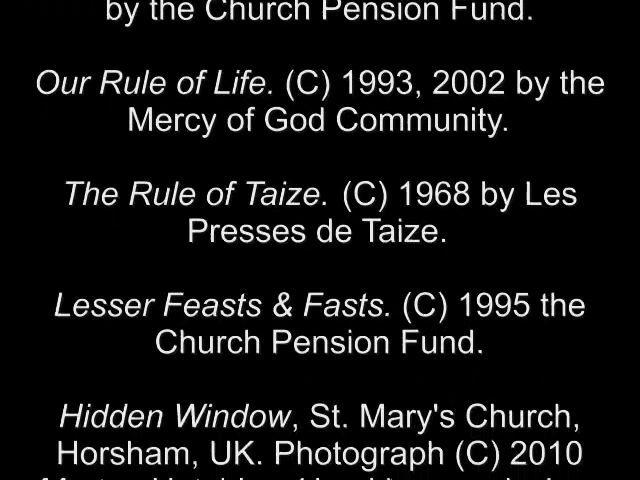 by the Church Pension Fund.
Our Rule of Life. (C) 1993, 2002 by the
Mercy of God Community.
The Rule of Taize. (C) 1968 by Les
Presses de Taize.
Lesser Feasts & Fasts. (C) 1995 the
Church Pension Fund.
Hidden Window, St. Mary's Church,
Horsham, UK. Photograph (C) 2010